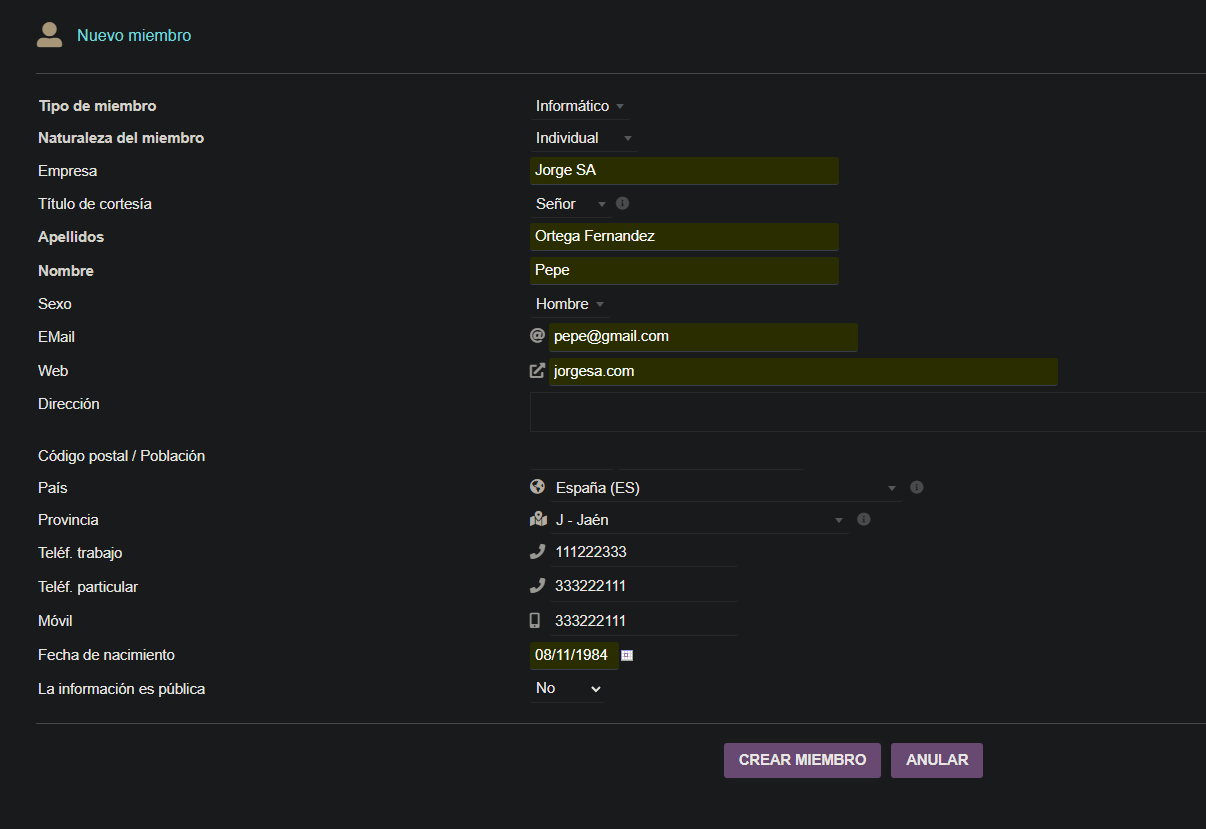 Nuevo miembro
Tipo de miembro Informático
Naturaleza del miembro Individual
Empresa Jorge SA
Título de cortesía Señor
Apellidos Ortega Fernandez
Nombre Pepe
Sexo Hombre
EMail pepe@gmail.com
Web jorgesa.com
Dirección
Código postal / Población
País España (ES)
Provincia J - Jaén
Teléf. trabajo 111222333
Teléf. particular 333222111
Móvil 333222111
Fecha de nacimiento 08/11/1984
La información es pública No
CREAR MIEMBRO ANULAR